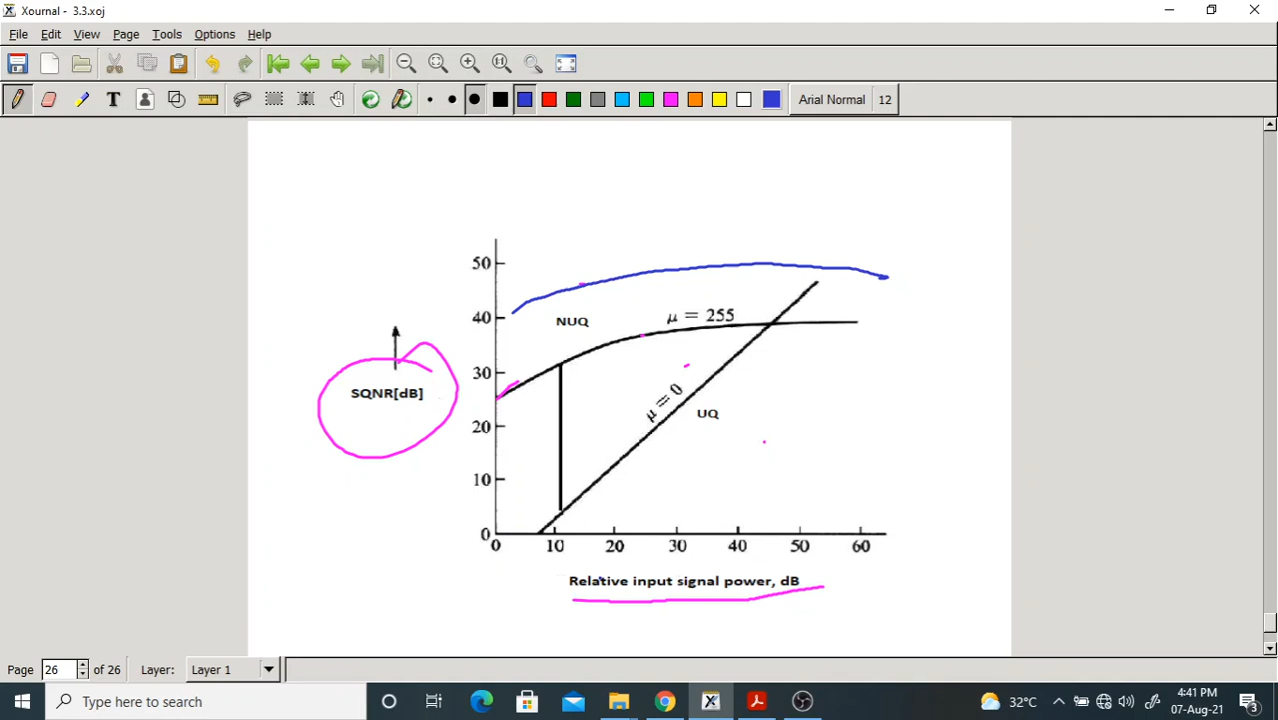 Xournal - 3.3.xoj
File Edit View Page Tools Options Help
T Arial Normal 12
50
40
30
20
10
0
NUQ
μ = 255
SQNR[dB]
μ = 0
UQ
0 10 20 30 40 50 60
Relative input signal power, dB
Page 26 of 26 Layer: Layer 1
Type here to search
32°C
4:41 PM
07-Aug-21
3